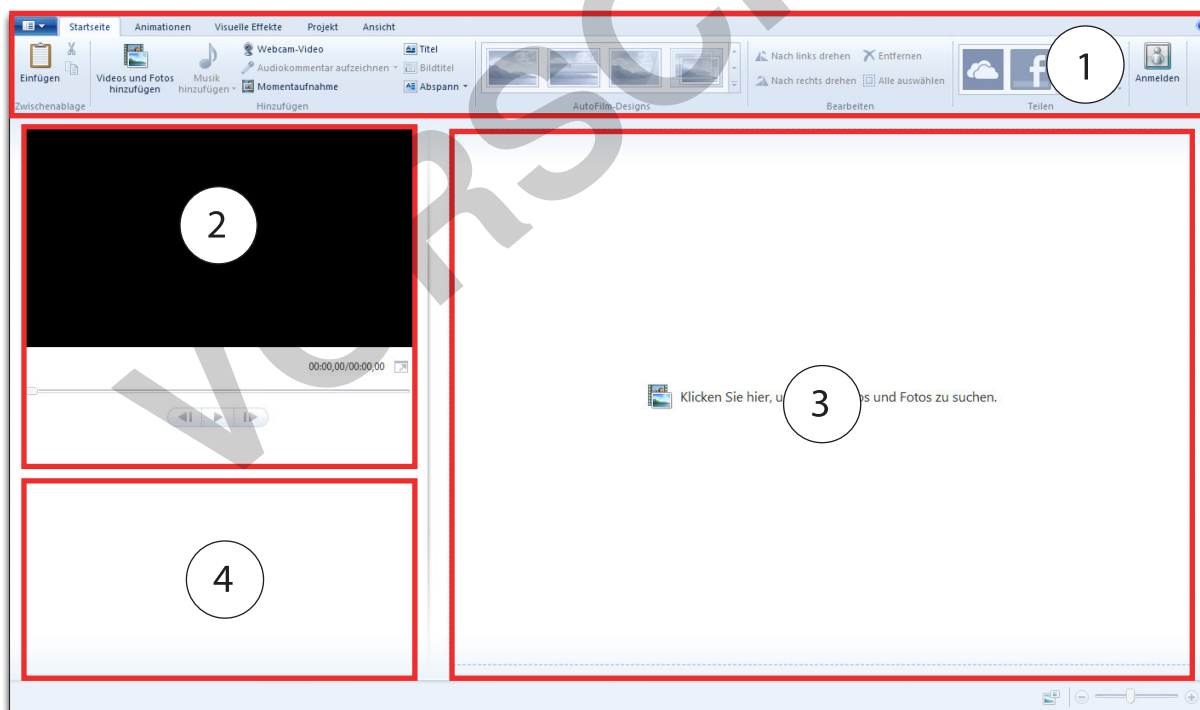 Startseite Animationen Visuelle Effekte Projekt Ansicht
Einfügen
Zwischenablage
Videos und Fotos hinzufügen
Musik hinzufügen
Webcam-Video
Audiokommentar aufzeichnen
Momentaufnahme
Titel
Bildtitel
Abspann
Hinzufügen
AutoFilm-Designs
Nach links drehen
Nach rechts drehen
Entfernen
Alle auswählen
Bearbeiten
f
Teilen
Anmelden
1
2
00:00,00/00:00,00
Klicken Sie hier, u os und Fotos zu suchen.
3
4